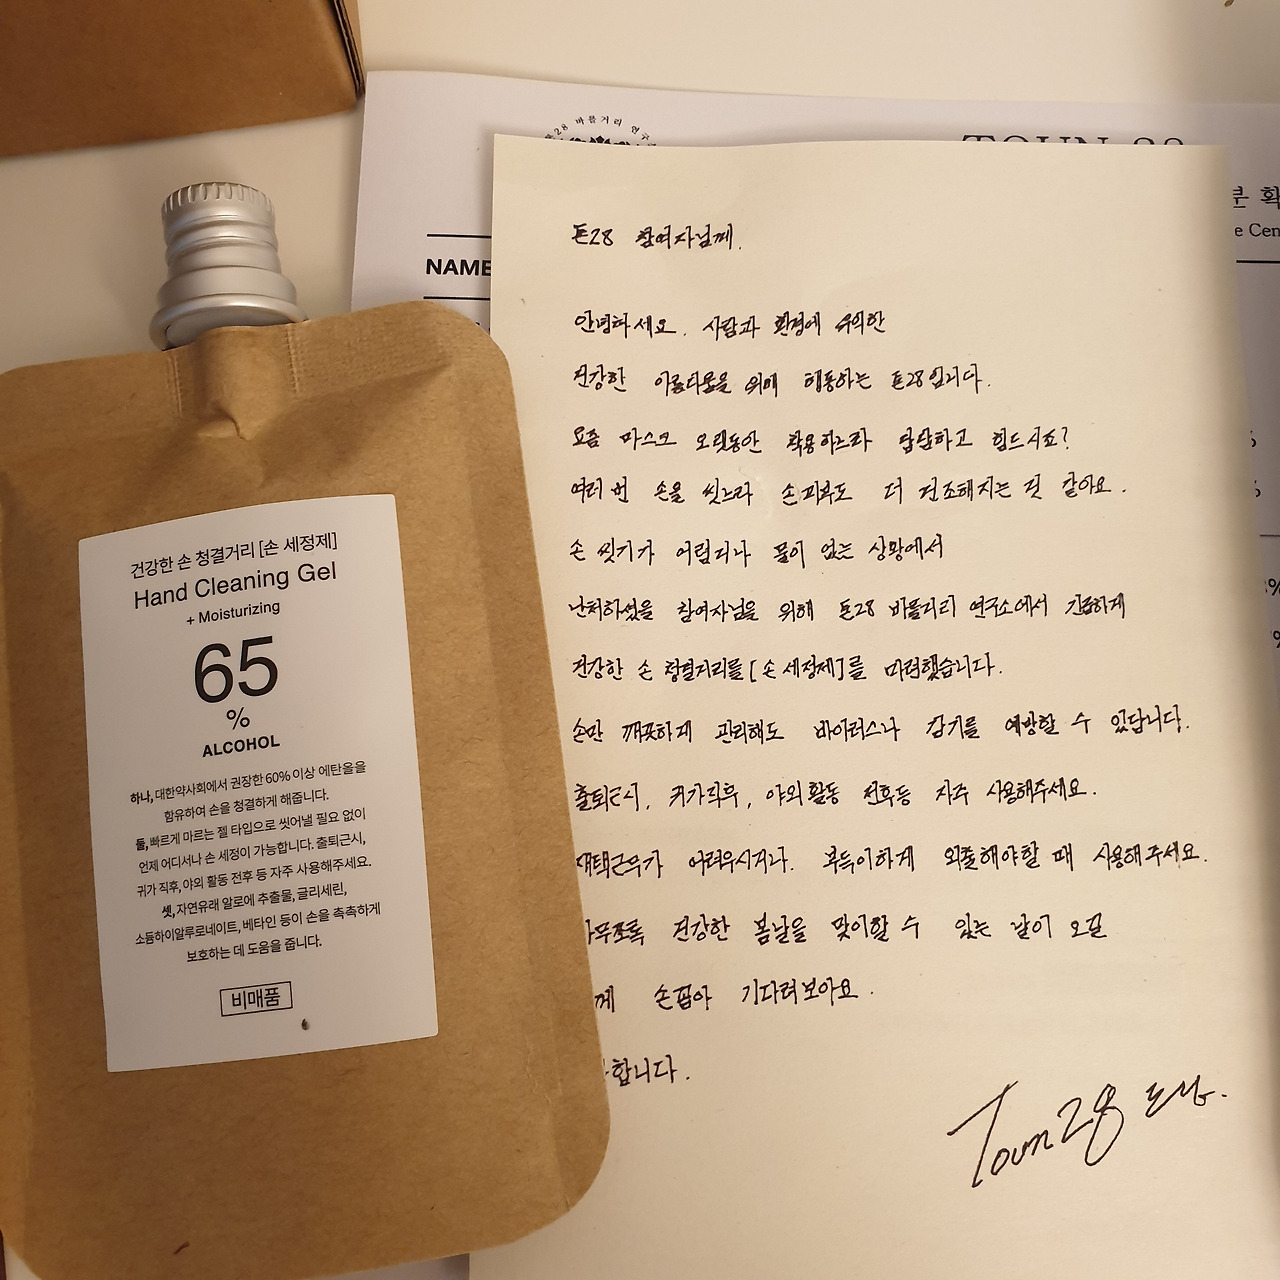 톤28 바를거리 연구
TOUN 28
분 확
e Cen
NAME
건강한 손 청결거리 [손 세정제]
Hand Cleaning Gel
+ Moisturizing
65
%
ALCOHOL
하나, 대한약사회에서 권장한 60% 이상 에탄올을
함유하여 손을 청결하게 해줍니다.
둘, 빠르게 마르는 젤 타입으로 씻어낼 필요 없이
언제 어디서나 손 세정이 가능합니다. 출퇴근시,
귀가 직후, 야외 활동 전후 등 자주 사용해주세요.
셋, 자연유래 알로에 추출물, 글리세린,
소듐하이알루로네이트, 베타인 등이 손을 촉촉하게
보호하는 데 도움을 줍니다.
비매품
톤28 참여자님께.
안녕하세요. 사람과 환경에 유익한
건강한 아름다움을 위해 행동하는 톤28입니다.
요즘 마스크 오랫동안 착용하느라 답답하고 힘드시죠?
여러 번 손을 씻느라 손피부도 더 건조해지는 것 같아요.
손 씻기가 어렵거나 물이 없는 상황에서
난처하셨을 참여자님을 위해 톤28 바를거리 연구소에서 긴급하게
건강한 손 청결거리를 [손 세정제]를 마련했습니다.
손만 깨끗하게 관리해도 바이러스나 감기를 예방할 수 있답니다.
출퇴근시, 귀가직후, 야외활동 전후등 자주 사용해주세요.
재택근무가 어려우시거나. 부득이하게 외출해야할 때 사용해주세요.
아무쪼록 건강한 봄날을 맞이할 수 있는 날이 오길
께 손꼽아 기다려보아요.
합니다.
Toun28 드림.